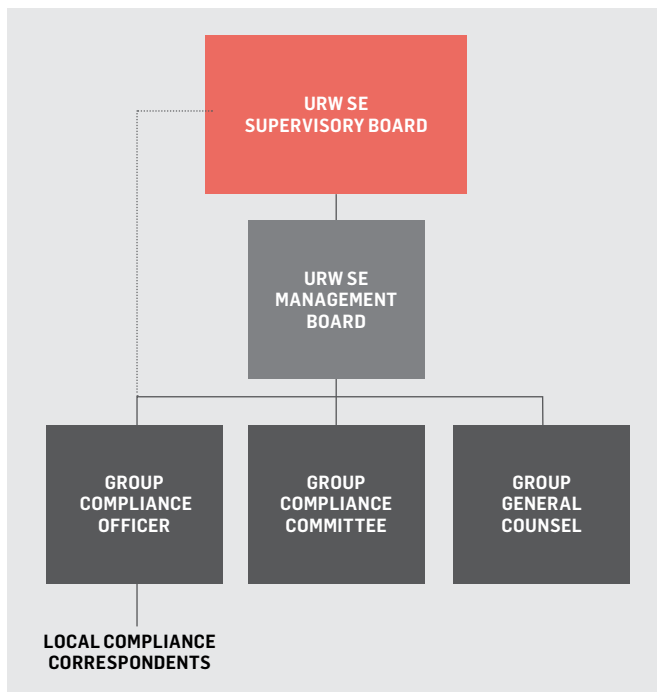 URW SE
SUPERVISORY BOARD
URW SE
MANAGEMENT
BOARD
GROUP
COMPLIANCE
OFFICER
GROUP
COMPLIANCE
COMMITTEE
GROUP
GENERAL
COUNSEL
LOCAL COMPLIANCE
CORRESPONDENTS